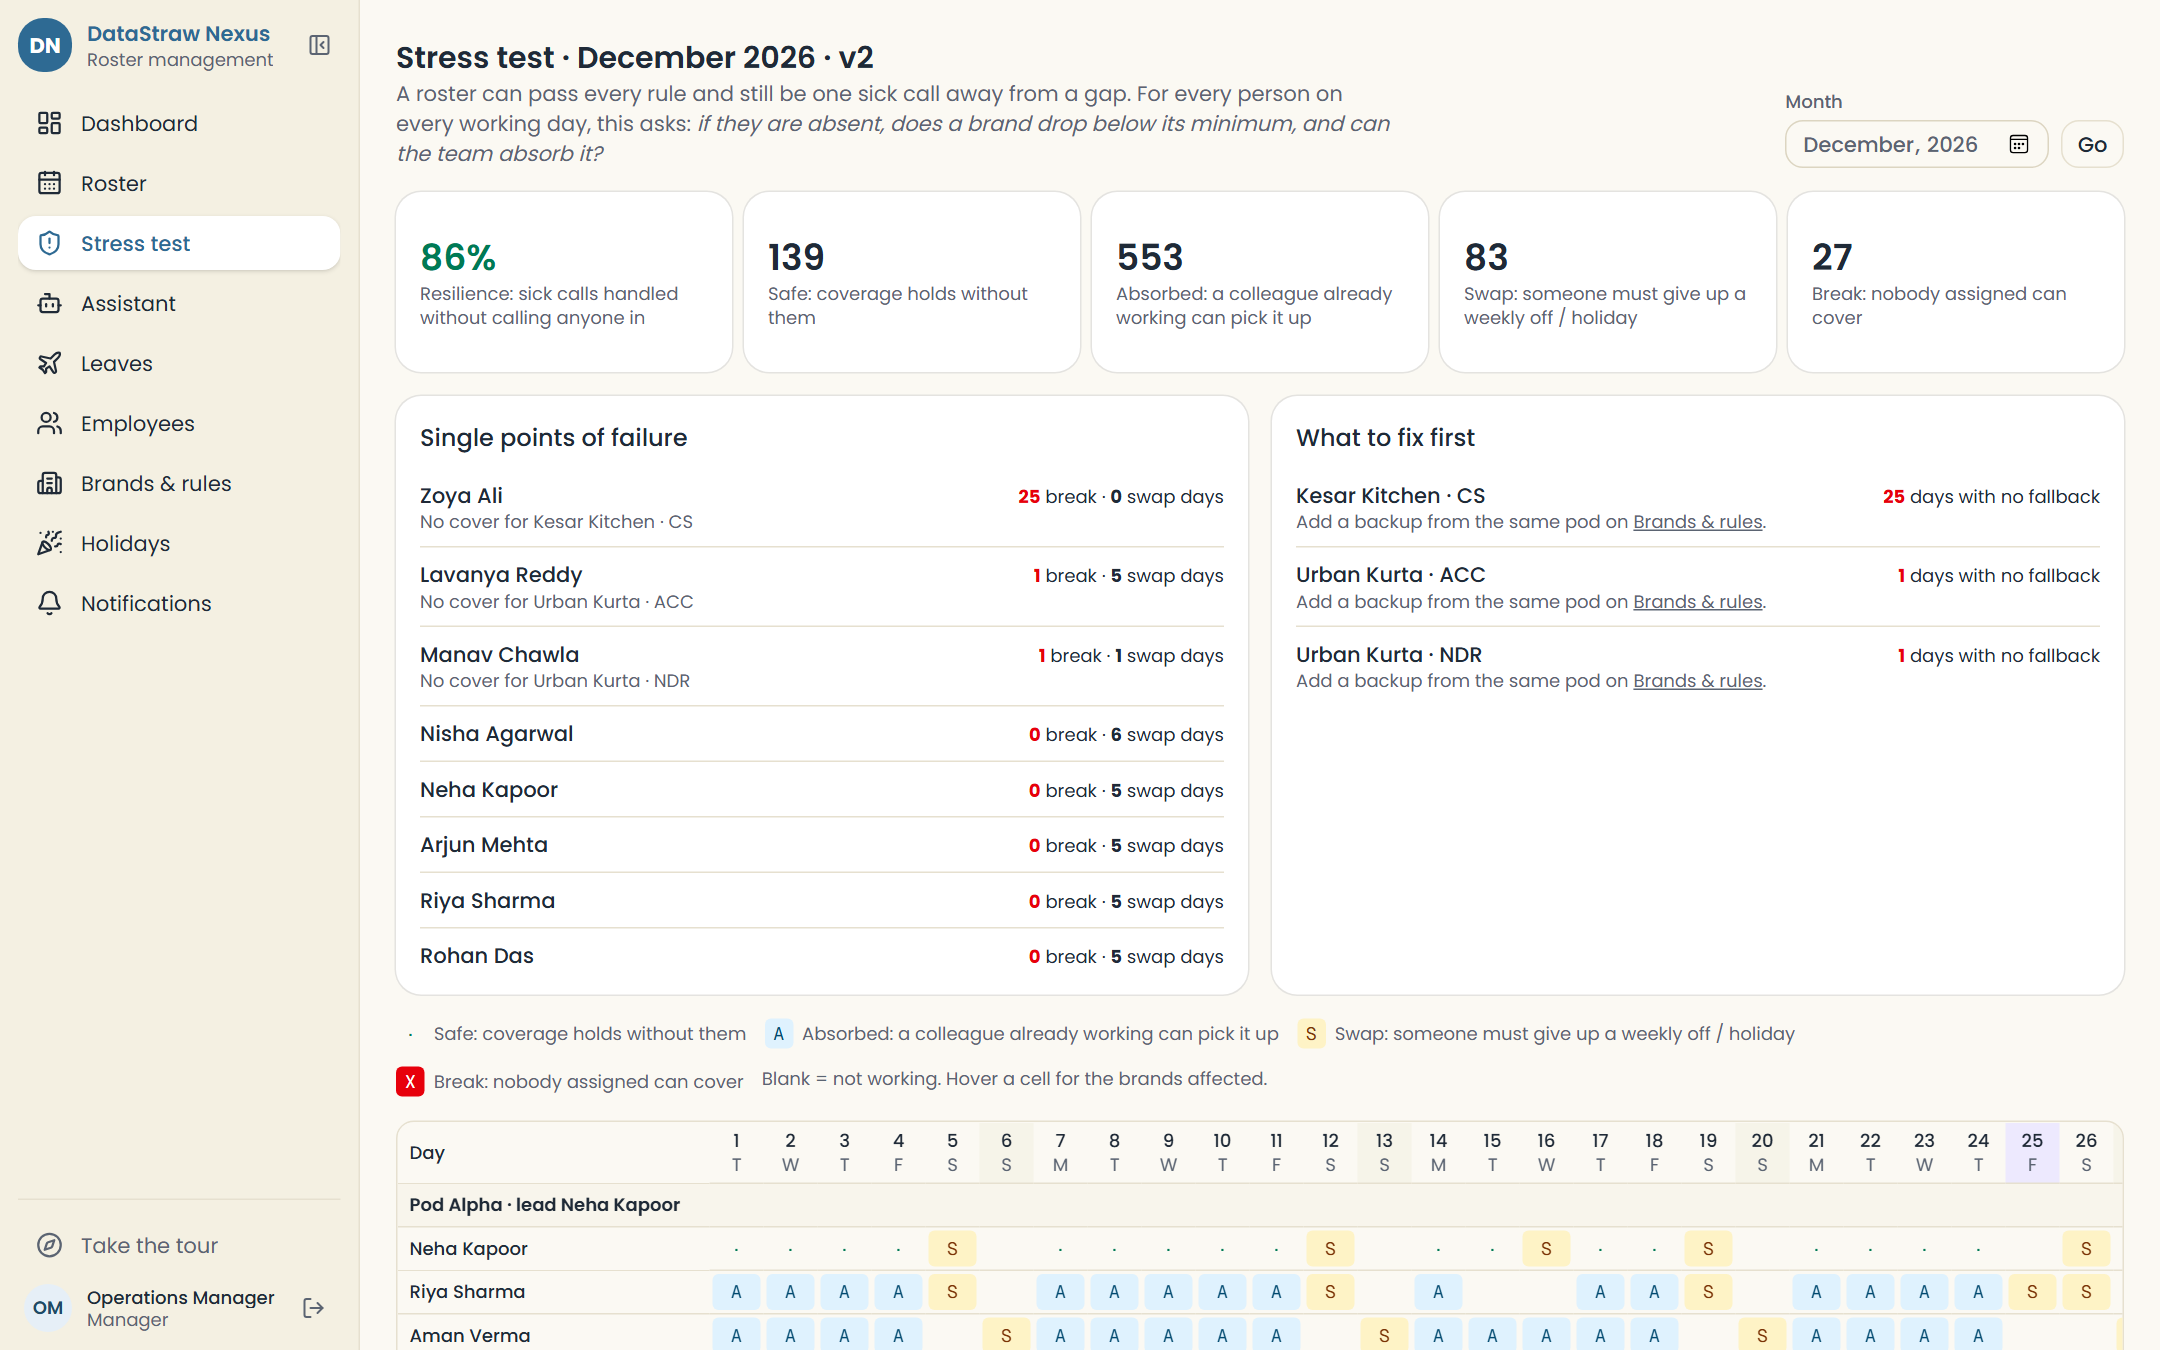 DN
DataStraw Nexus
Roster management
Dashboard
Roster
Stress test
Assistant
Leaves
Employees
Brands & rules
Holidays
Notifications
Take the tour
OM
Operations Manager
Manager
Stress test · December 2026 · v2
A roster can pass every rule and still be one sick call away from a gap. For every person on
every working day, this asks: if they are absent, does a brand drop below its minimum, and can
the team absorb it?
Month
December, 2026
Go
86%
Resilience: sick calls handled
without calling anyone in
139
Safe: coverage holds without
them
553
Absorbed: a colleague already
working can pick it up
83
Swap: someone must give up a
weekly off / holiday
27
Break: nobody assigned can
cover
Single points of failure
Zoya Ali 25 break · 0 swap days
No cover for Kesar Kitchen · CS
Lavanya Reddy 1 break · 5 swap days
No cover for Urban Kurta · ACC
Manav Chawla 1 break · 1 swap days
No cover for Urban Kurta · NDR
Nisha Agarwal 0 break · 6 swap days
Neha Kapoor 0 break · 5 swap days
Arjun Mehta 0 break · 5 swap days
Riya Sharma 0 break · 5 swap days
Rohan Das 0 break · 5 swap days
What to fix first
Kesar Kitchen · CS 25 days with no fallback
Add a backup from the same pod on Brands & rules.
Urban Kurta · ACC 1 days with no fallback
Add a backup from the same pod on Brands & rules.
Urban Kurta · NDR 1 days with no fallback
Add a backup from the same pod on Brands & rules.
· Safe: coverage holds without them A Absorbed: a colleague already working can pick it up S Swap: someone must give up a weekly off / holiday
X Break: nobody assigned can cover Blank = not working. Hover a cell for the brands affected.
Day 1 2 3 4 5 6 7 8 9 10 11 12 13 14 15 16 17 18 19 20 21 22 23 24 25 26
T W T F S S M T W T F S S M T W T F S S M T W T F S
Pod Alpha · lead Neha Kapoor
Neha Kapoor · · · · S · · · · · S · · S · · S · · · · S
Riya Sharma A A A A S A A A A A S A A A S A A A A S S
Aman Verma A A A A S A A A A A S A A A A A S A A A A